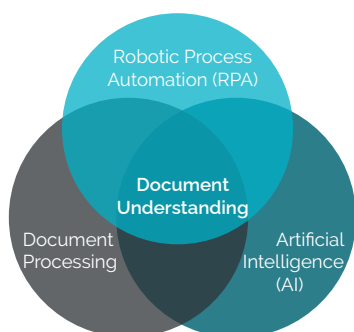 Robotic Process
Automation (RPA)
Document
Understanding
Document
Processing
Artificial
Intelligence
(AI)